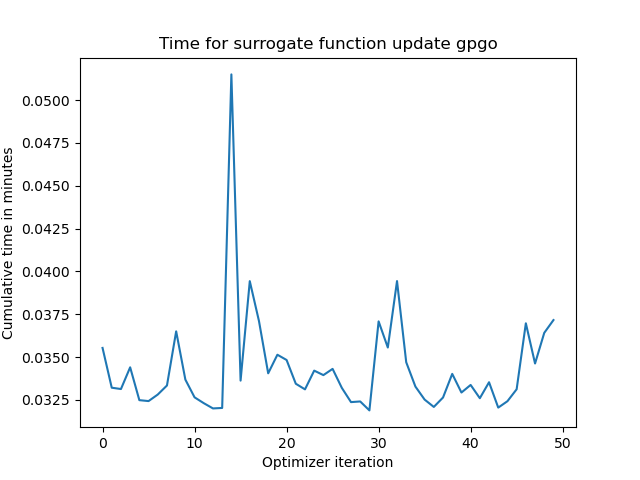 Time for surrogate function update gpgo
Cumulative time in minutes
0.0500
0.0475
0.0450
0.0425
0.0400
0.0375
0.0350
0.0325
0 10 20 30 40 50
Optimizer iteration